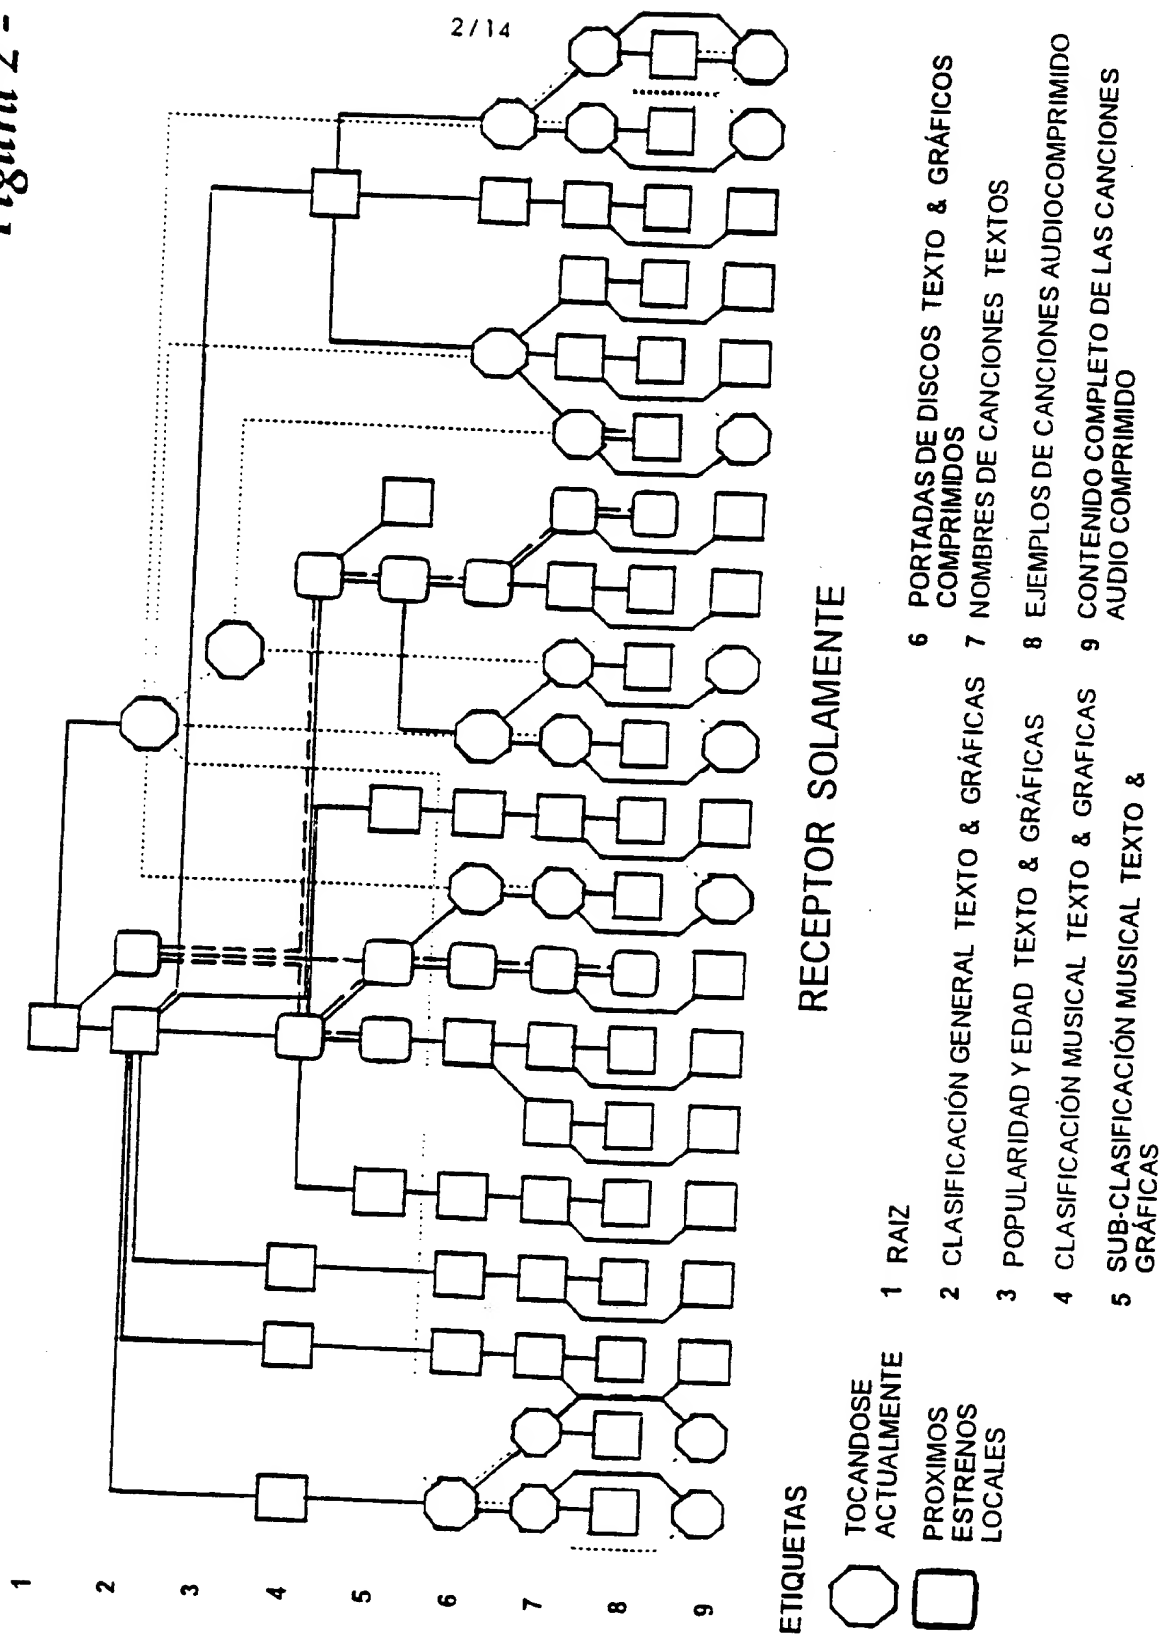 Figura 2 -
2/14
1
2
3
4
5
6
7
8
9
RECEPTOR SOLAMENTE
ETIQUETAS
TOCANDOSE
ACTUALMENTE
PROXIMOS
ESTRENOS
LOCALES
1 RAIZ
2 CLASIFICACIÓN GENERAL TEXTO & GRÁFICAS
3 POPULARIDAD Y EDAD TEXTO & GRÁFICAS
4 CLASIFICACIÓN MUSICAL TEXTO & GRAFICAS
5 SUB-CLASIFICACIÓN MUSICAL TEXTO &
GRÁFICAS
6 PORTADAS DE DISCOS TEXTO & GRÁFICOS
COMPRIMIDOS
7 NOMBRES DE CANCIONES TEXTOS
8 EJEMPLOS DE CANCIONES AUDIOCOMPRIMIDO
9 CONTENIDO COMPLETO DE LAS CANCIONES
AUDIO COMPRIMIDO